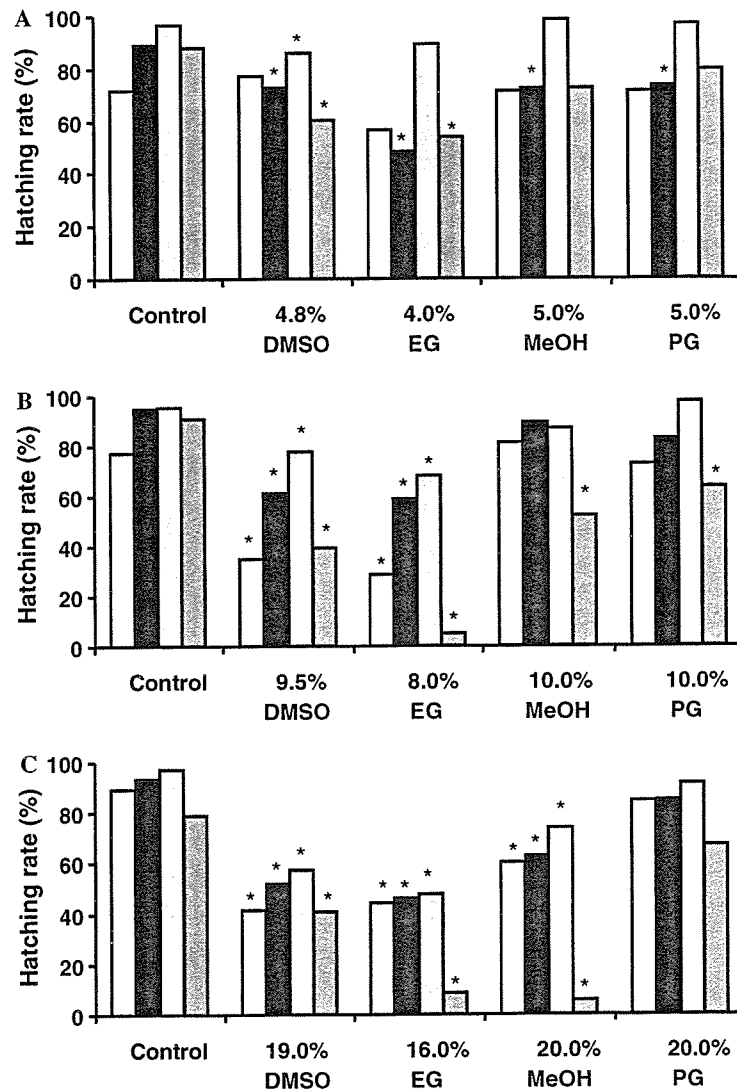 A
Hatching rate (%)
100
80
60
40
20
0
* * *
* *
*
*
Control 4.8% 4.0% 5.0% 5.0%
DMSO EG MeOH PG
B
Hatching rate (%)
100
80
60
40
20
0
* * * *
* * * *
*
*
Control 9.5% 8.0% 10.0% 10.0%
DMSO EG MeOH PG
C
Hatching rate (%)
100
80
60
40
20
0
* * * *
* * * *
* * * *
Control 19.0% 16.0% 20.0% 20.0%
DMSO EG MeOH PG